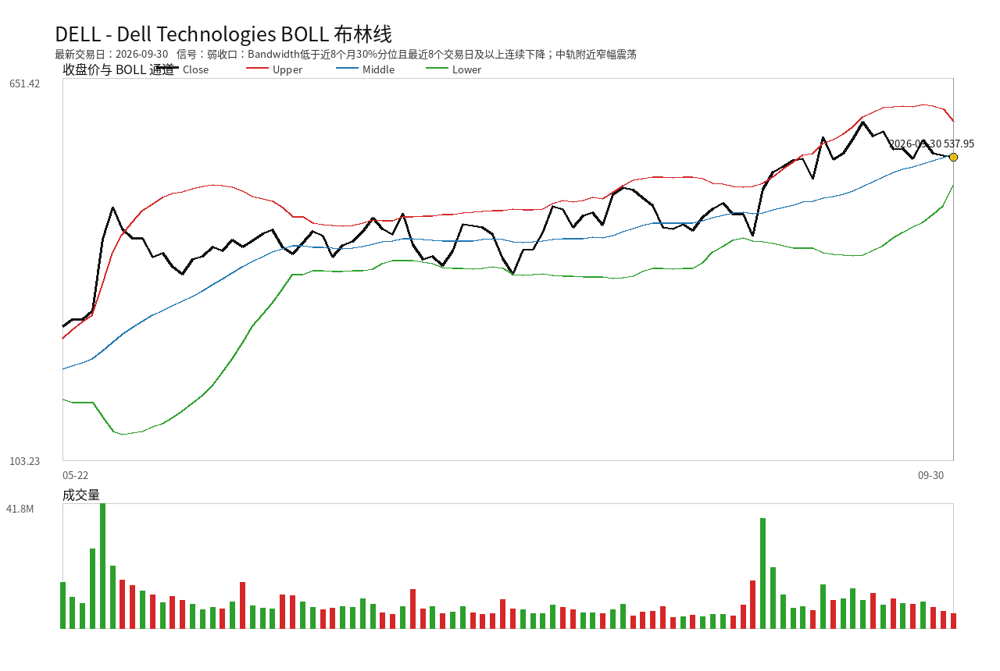 DELL - Dell Technologies BOLL 布林线
最新交易日：2026-09-30 信号：弱收口：Bandwidth低于近8个月30%分位且最近8个交易日及以上连续下降；中轨附近窄幅震荡
收盘价与 BOLL 通道 Close Upper Middle Lower
651.42
2026-09-30 537.95
103.23
05-22 09-30
成交量
41.8M